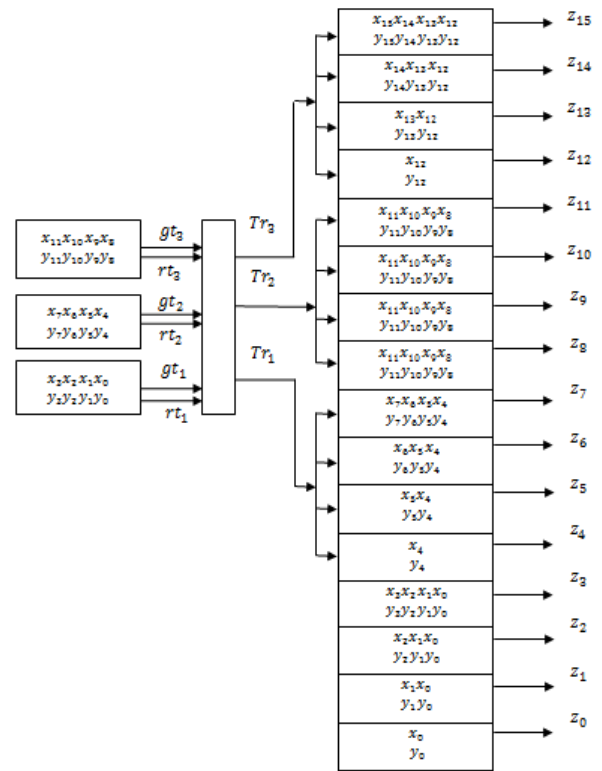 x₁₁x₁₀x₉x₈
y₁₁y₁₀y₉y₈
gt₃
rt₃
x₇x₆x₅x₄
y₇y₆y₅y₄
gt₂
rt₂
x₃x₂x₁x₀
y₃y₂y₁y₀
gt₁
rt₁
Tr₃
Tr₂
Tr₁
x₁₅x₁₄x₁₃x₁₂
y₁₅y₁₄y₁₃y₁₂
z₁₅
x₁₄x₁₃x₁₂
y₁₄y₁₃y₁₂
z₁₄
x₁₃x₁₂
y₁₃y₁₂
z₁₃
x₁₂
y₁₂
z₁₂
x₁₁x₁₀x₉x₈
y₁₁y₁₀y₉y₈
z₁₁
x₁₁x₁₀x₉x₈
y₁₁y₁₀y₉y₈
z₁₀
x₁₁x₁₀x₉x₈
y₁₁y₁₀y₉y₈
z₉
x₁₁x₁₀x₉x₈
y₁₁y₁₀y₉y₈
z₈
x₇x₆x₅x₄
y₇y₆y₅y₄
z₇
x₆x₅x₄
y₆y₅y₄
z₆
x₅x₄
y₅y₄
z₅
x₄
y₄
z₄
x₃x₂x₁x₀
y₃y₂y₁y₀
z₃
x₂x₁x₀
y₂y₁y₀
z₂
x₁x₀
y₁y₀
z₁
x₀
y₀
z₀